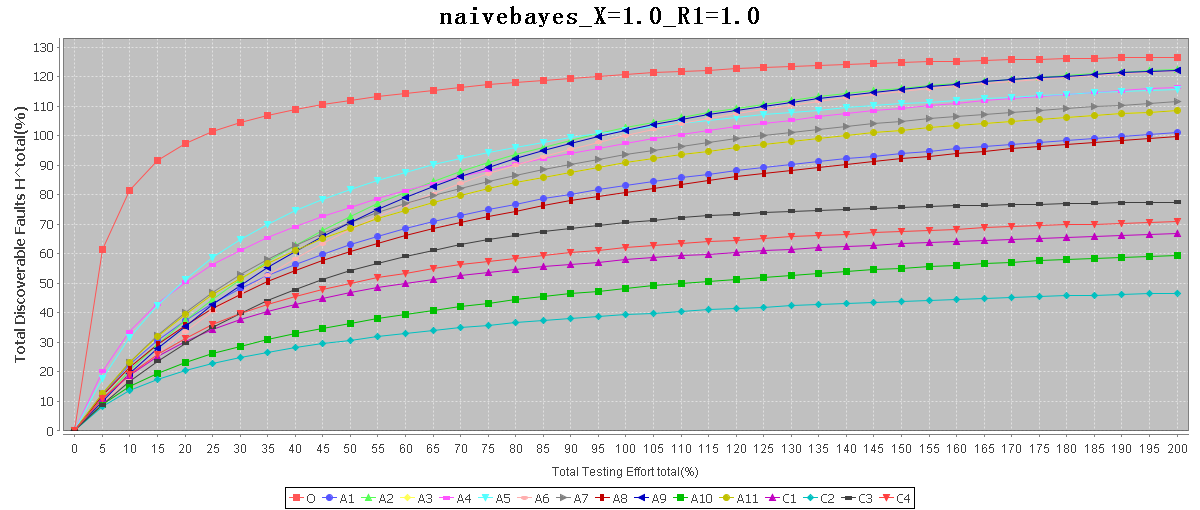 naivebayes_X=1.0_R1=1.0
Total Discoverable Faults H^total(%)
130
120
110
100
90
80
70
60
50
40
30
20
10
0
0 5 10 15 20 25 30 35 40 45 50 55 60 65 70 75 80 85 90 95 100 105 110 115 120 125 130 135 140 145 150 155 160 165 170 175 180 185 190 195 200
Total Testing Effort total(%)
O A1 A2 A3 A4 A5 A6 A7 A8 A9 A10 A11 C1 C2 C3 C4